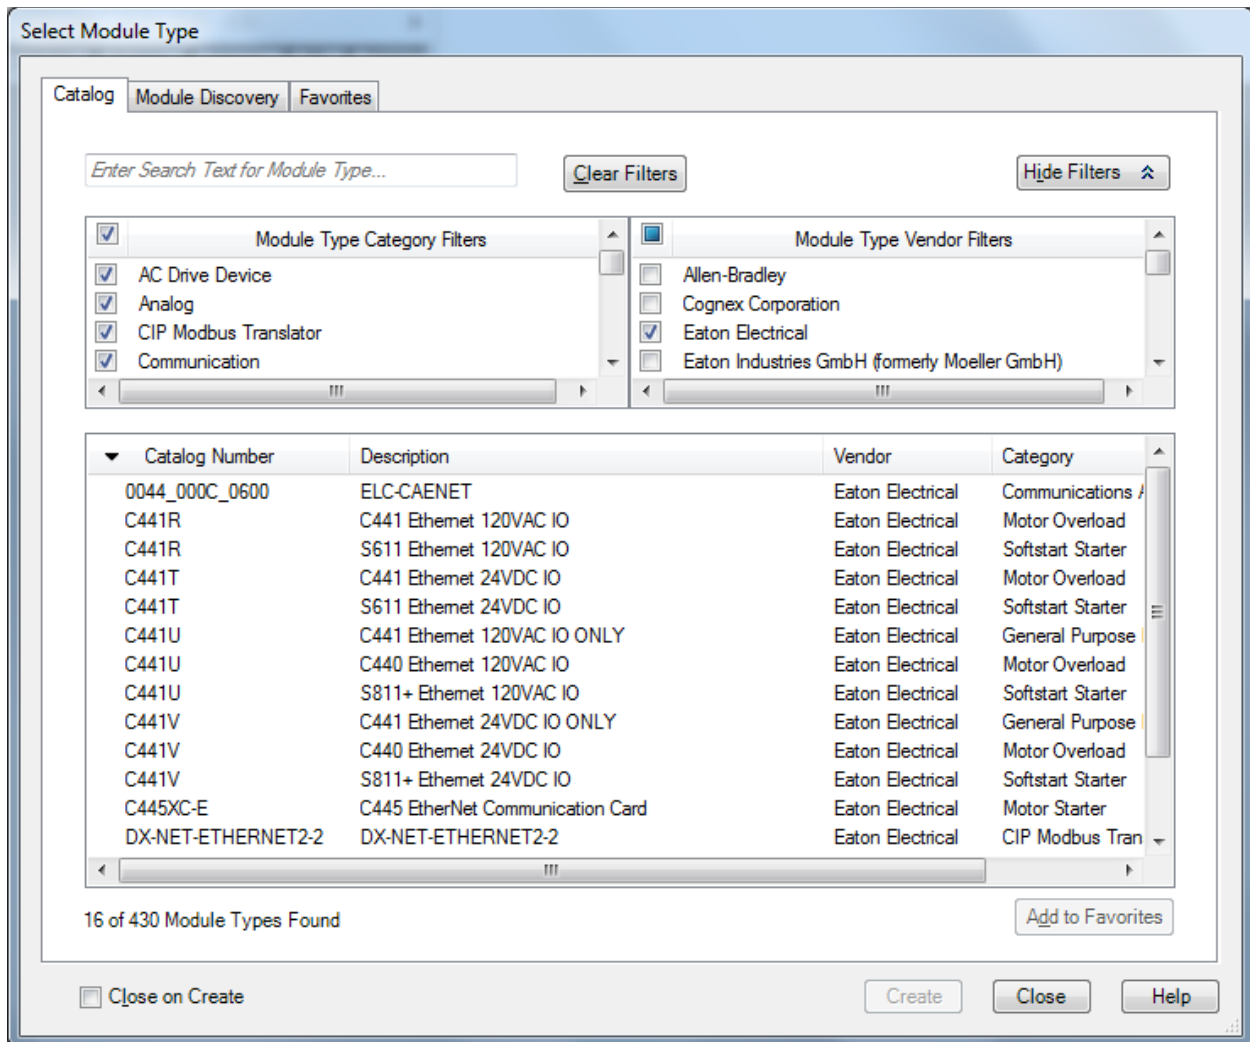 Select Module Type
Catalog Module Discovery Favorites
Enter Search Text for Module Type... Clear Filters Hide Filters
Module Type Category Filters Module Type Vendor Filters
AC Drive Device Allen-Bradley
Analog Cognex Corporation
CIP Modbus Translator Eaton Electrical
Communication Eaton Industries GmbH (formerly Moeller GmbH)
Catalog Number Description Vendor Category
0044_000C_0600 ELC-CAENET Eaton Electrical Communications
C441R C441 Ethernet 120VAC IO Eaton Electrical Motor Overload
C441R S611 Ethernet 120VAC IO Eaton Electrical Softstart Starter
C441T C441 Ethernet 24VDC IO Eaton Electrical Motor Overload
C441T S611 Ethernet 24VDC IO Eaton Electrical Softstart Starter
C441U C441 Ethernet 120VAC IO ONLY Eaton Electrical General Purpose
C441U C440 Ethernet 120VAC IO Eaton Electrical Motor Overload
C441U S811+ Ethernet 120VAC IO Eaton Electrical Softstart Starter
C441V C441 Ethernet 24VDC IO ONLY Eaton Electrical General Purpose
C441V C440 Ethernet 24VDC IO Eaton Electrical Motor Overload
C441V S811+ Ethernet 24VDC IO Eaton Electrical Softstart Starter
C445XC-E C445 EtherNet Communication Card Eaton Electrical Motor Starter
DX-NET-ETHERNET2-2 DX-NET-ETHERNET2-2 Eaton Electrical CIP Modbus Tran
16 of 430 Module Types Found Add to Favorites
Close on Create Create Close Help